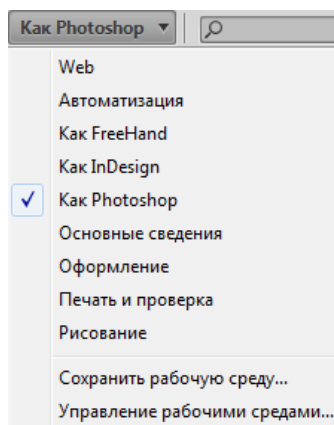 Как Photoshop
Web
Автоматизация
Как FreeHand
Как InDesign
Как Photoshop
Основные сведения
Оформление
Печать и проверка
Рисование
Сохранить рабочую среду...
Управление рабочими средами...